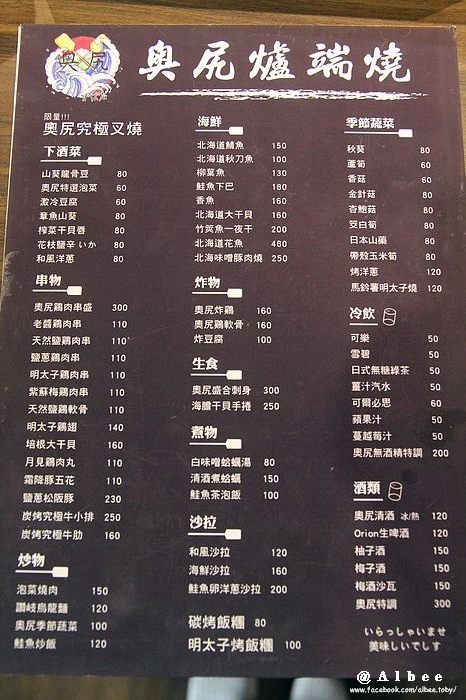 奥尻
奧尻爐端燒
限量!!!
奧尻究極叉燒
下酒菜
山葵龍骨豆 80
奧尻特選泡菜 60
激冷豆腐 60
章魚山葵 80
榨菜干貝唇 80
花枝鹽辛いか 80
和風洋蔥 80
串物
奧尻鷄肉串盛 300
老醬鷄肉串 110
天然鹽鷄肉串 110
鹽蔥鷄肉串 110
明太子鷄肉串 110
紫蘇梅鷄肉串 110
天然鹽鷄軟骨 110
明太子鷄翅 140
培根大干貝 160
月見鷄肉丸 110
霜降豚五花 110
鹽蔥松阪豚 230
炭烤究極牛小排 250
炭烤究極牛肋 160
炒物
泡菜燒肉 150
讚岐烏龍麵 120
奧尻季節蔬菜 100
鮭魚炒飯 120
海鮮
北海道鯖魚 150
北海道秋刀魚 100
柳葉魚 130
鮭魚下巴 180
香魚 160
北海道大干貝 160
竹筴魚一夜干 200
北海道花魚 480
北海味噌豚肉燒 250
炸物
奧尻炸鷄 160
奧尻鷄軟骨 160
炸豆腐 100
生食
奧尻盛合刺身 300
海膽干貝手捲 250
煮物
白味噌蛤蠣湯 80
清酒煮蛤蠣 150
鮭魚茶泡飯 100
沙拉
和風沙拉 120
海鮮沙拉 160
鮭魚卵洋蔥沙拉 200
碳烤飯糰 80
明太子烤飯糰 100
季節蔬菜
秋葵 80
蘆筍 60
香菇 60
金針菇 80
杏鮑菇 80
筊白筍 80
日本山藥 80
帶殼玉米筍 80
烤洋蔥 120
馬鈴薯明太子燒 120
冷飲
可樂 50
雪碧 50
日式無糖綠茶 50
薑汁汽水 50
可爾必思 60
蘋果汁 50
蔓越莓汁 50
奧尻無酒精特調 200
酒類
奧尻清酒 冰/熱 120
Orion生啤酒 120
柚子酒 150
梅子酒 150
梅酒沙瓦 150
奧尻特調 300
いらっしゃいませ
美味しいでしす
@Albee
www.facebook.com/albee.toby/